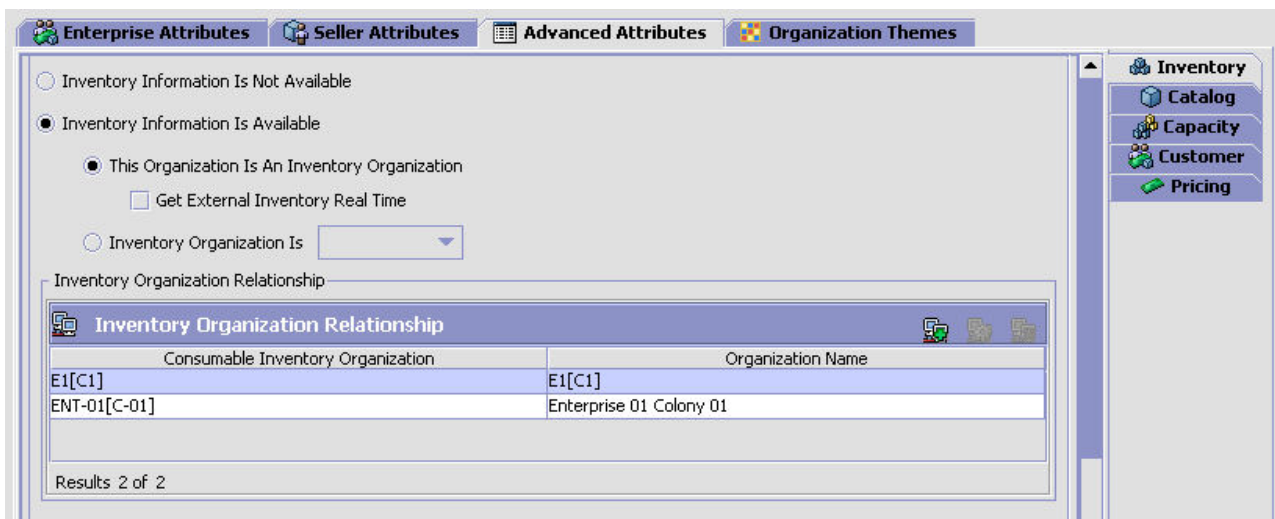 Enterprise Attributes Seller Attributes Advanced Attributes Organization Themes
Inventory Information Is Not Available
Inventory Information Is Available
This Organization Is An Inventory Organization
Get External Inventory Real Time
Inventory Organization Is
Inventory Organization Relationship
Inventory Organization Relationship
Consumable Inventory Organization Organization Name
E1[C1] E1[C1]
ENT-01[C-01] Enterprise 01 Colony 01
Results 2 of 2
Inventory
Catalog
Capacity
Customer
Pricing